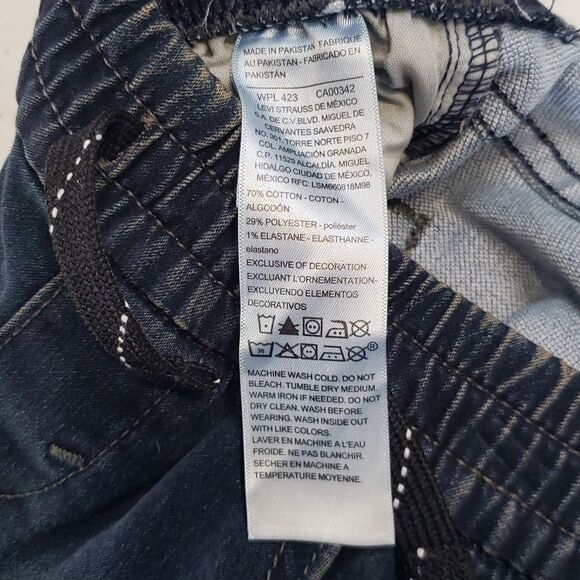 MADE IN PAKISTAN FABRIQUÉ
AU PAKISTAN - FABRICADO EN
PAKISTÁN
WPL 423 CA00342
LEVI STRAUSS DE MÉXICO
S.A. DE C.V. BLVD. MIGUEL DE
CERVANTES SAAVEDRA
NO. 301, TORRE NORTE PISO 7
COL. AMPLIACIÓN GRANADA
C.P. 11529 ALCALDÍA. MIGUEL
HIDALGO CIUDAD DE MÉXICO,
MÉXICO RFC: LSM660818M98
70% COTTON - COTON -
ALGODÓN
29% POLYESTER - poliéster
1% ELASTANE - ELASTHANNE -
elastano
EXCLUSIVE OF DECORATION-
EXCLUANT L'ORNEMENTATION-
EXCLUYENDO ELEMENTOS
DECORATIVOS
30 ®
MACHINE WASH COLD. DO NOT
BLEACH. TUMBLE DRY MEDIUM.
WARM IRON IF NEEDED. DO NOT
DRY CLEAN. WASH BEFORE
WEARING. WASH INSIDE OUT
WITH LIKE COLORS.
LAVER EN MACHINE A L'EAU
FROIDE. NE PAS BLANCHIR.
SECHER EN MACHINE A
TEMPERATURE MOYENNE.